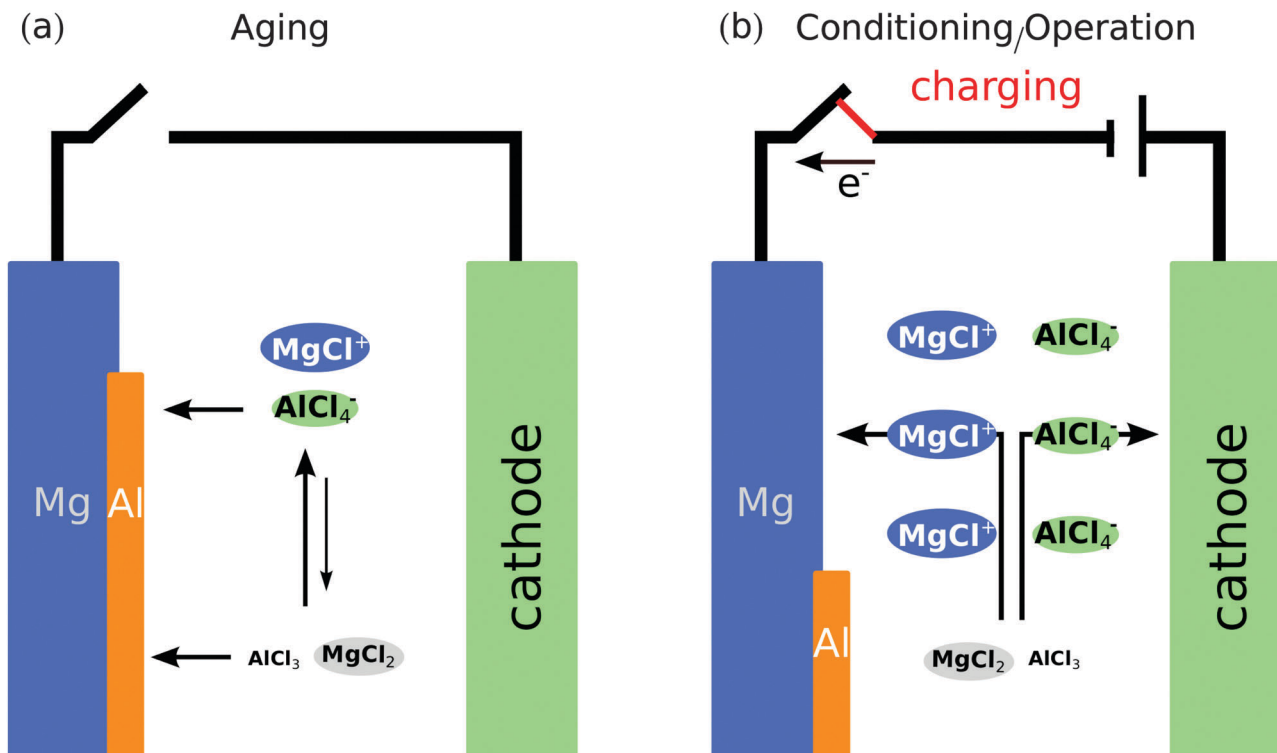 (a) Aging
MgCl⁺
AlCl₄⁻
Mg
Al
AlCl₃ MgCl₂
cathode
(b) Conditioning/Operation
charging
e⁻
MgCl⁺ AlCl₄⁻
MgCl⁺ AlCl₄⁻
Mg
MgCl⁺ AlCl₄⁻
Al
MgCl₂ AlCl₃
cathode